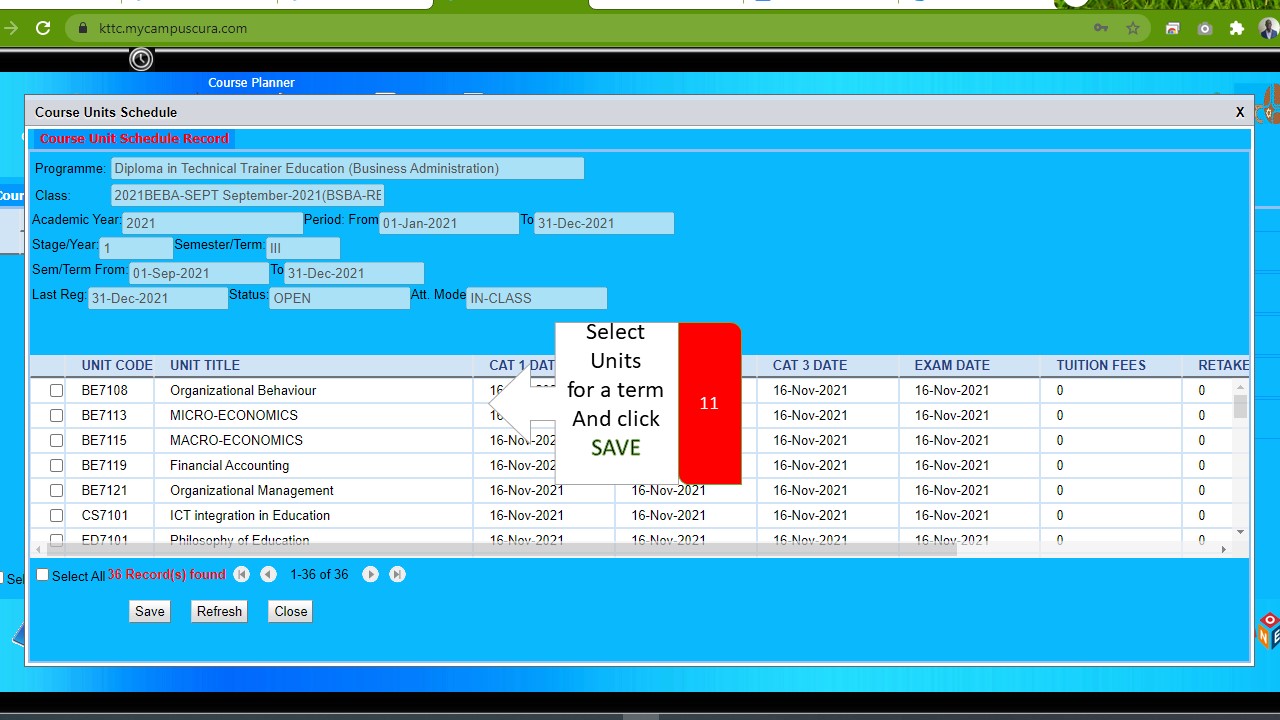 kttc.mycampuscura.com
Course Planner
Course Units Schedule X
Course Unit Schedule Record
Programme: Diploma in Technical Trainer Education (Business Administration)
Class: 2021BEBA-SEPT September-2021(BSBA-RE
Academic Year: 2021 Period: From 01-Jan-2021 To 31-Dec-2021
Stage/Year: 1 Semester/Term: III
Sem/Term From: 01-Sep-2021 To 31-Dec-2021
Last Reg: 31-Dec-2021 Status: OPEN Att. Mode IN-CLASS
Select
Units
for a term
And click
SAVE
11
UNIT CODE UNIT TITLE CAT 1 DAT CAT 3 DATE EXAM DATE TUITION FEES RETAKE
BE7108 Organizational Behaviour 16 16-Nov-2021 16-Nov-2021 0 0
BE7113 MICRO-ECONOMICS 16 16-Nov-2021 16-Nov-2021 0 0
BE7115 MACRO-ECONOMICS 16-Nov-202 16-Nov-2021 16-Nov-2021 0 0
BE7119 Financial Accounting 16-Nov-202 16-Nov-2021 16-Nov-2021 0 0
BE7121 Organizational Management 16-Nov-2021 16-Nov-2021 16-Nov-2021 16-Nov-2021 0 0
CS7101 ICT integration in Education 16-Nov-2021 16-Nov-2021 16-Nov-2021 16-Nov-2021 0 0
ED7101 Philosophy of Education 16-Nov-2021 16-Nov-2021 16-Nov-2021 16-Nov-2021 0 0
Select All 36 Record(s) found 1-36 of 36
Save Refresh Close